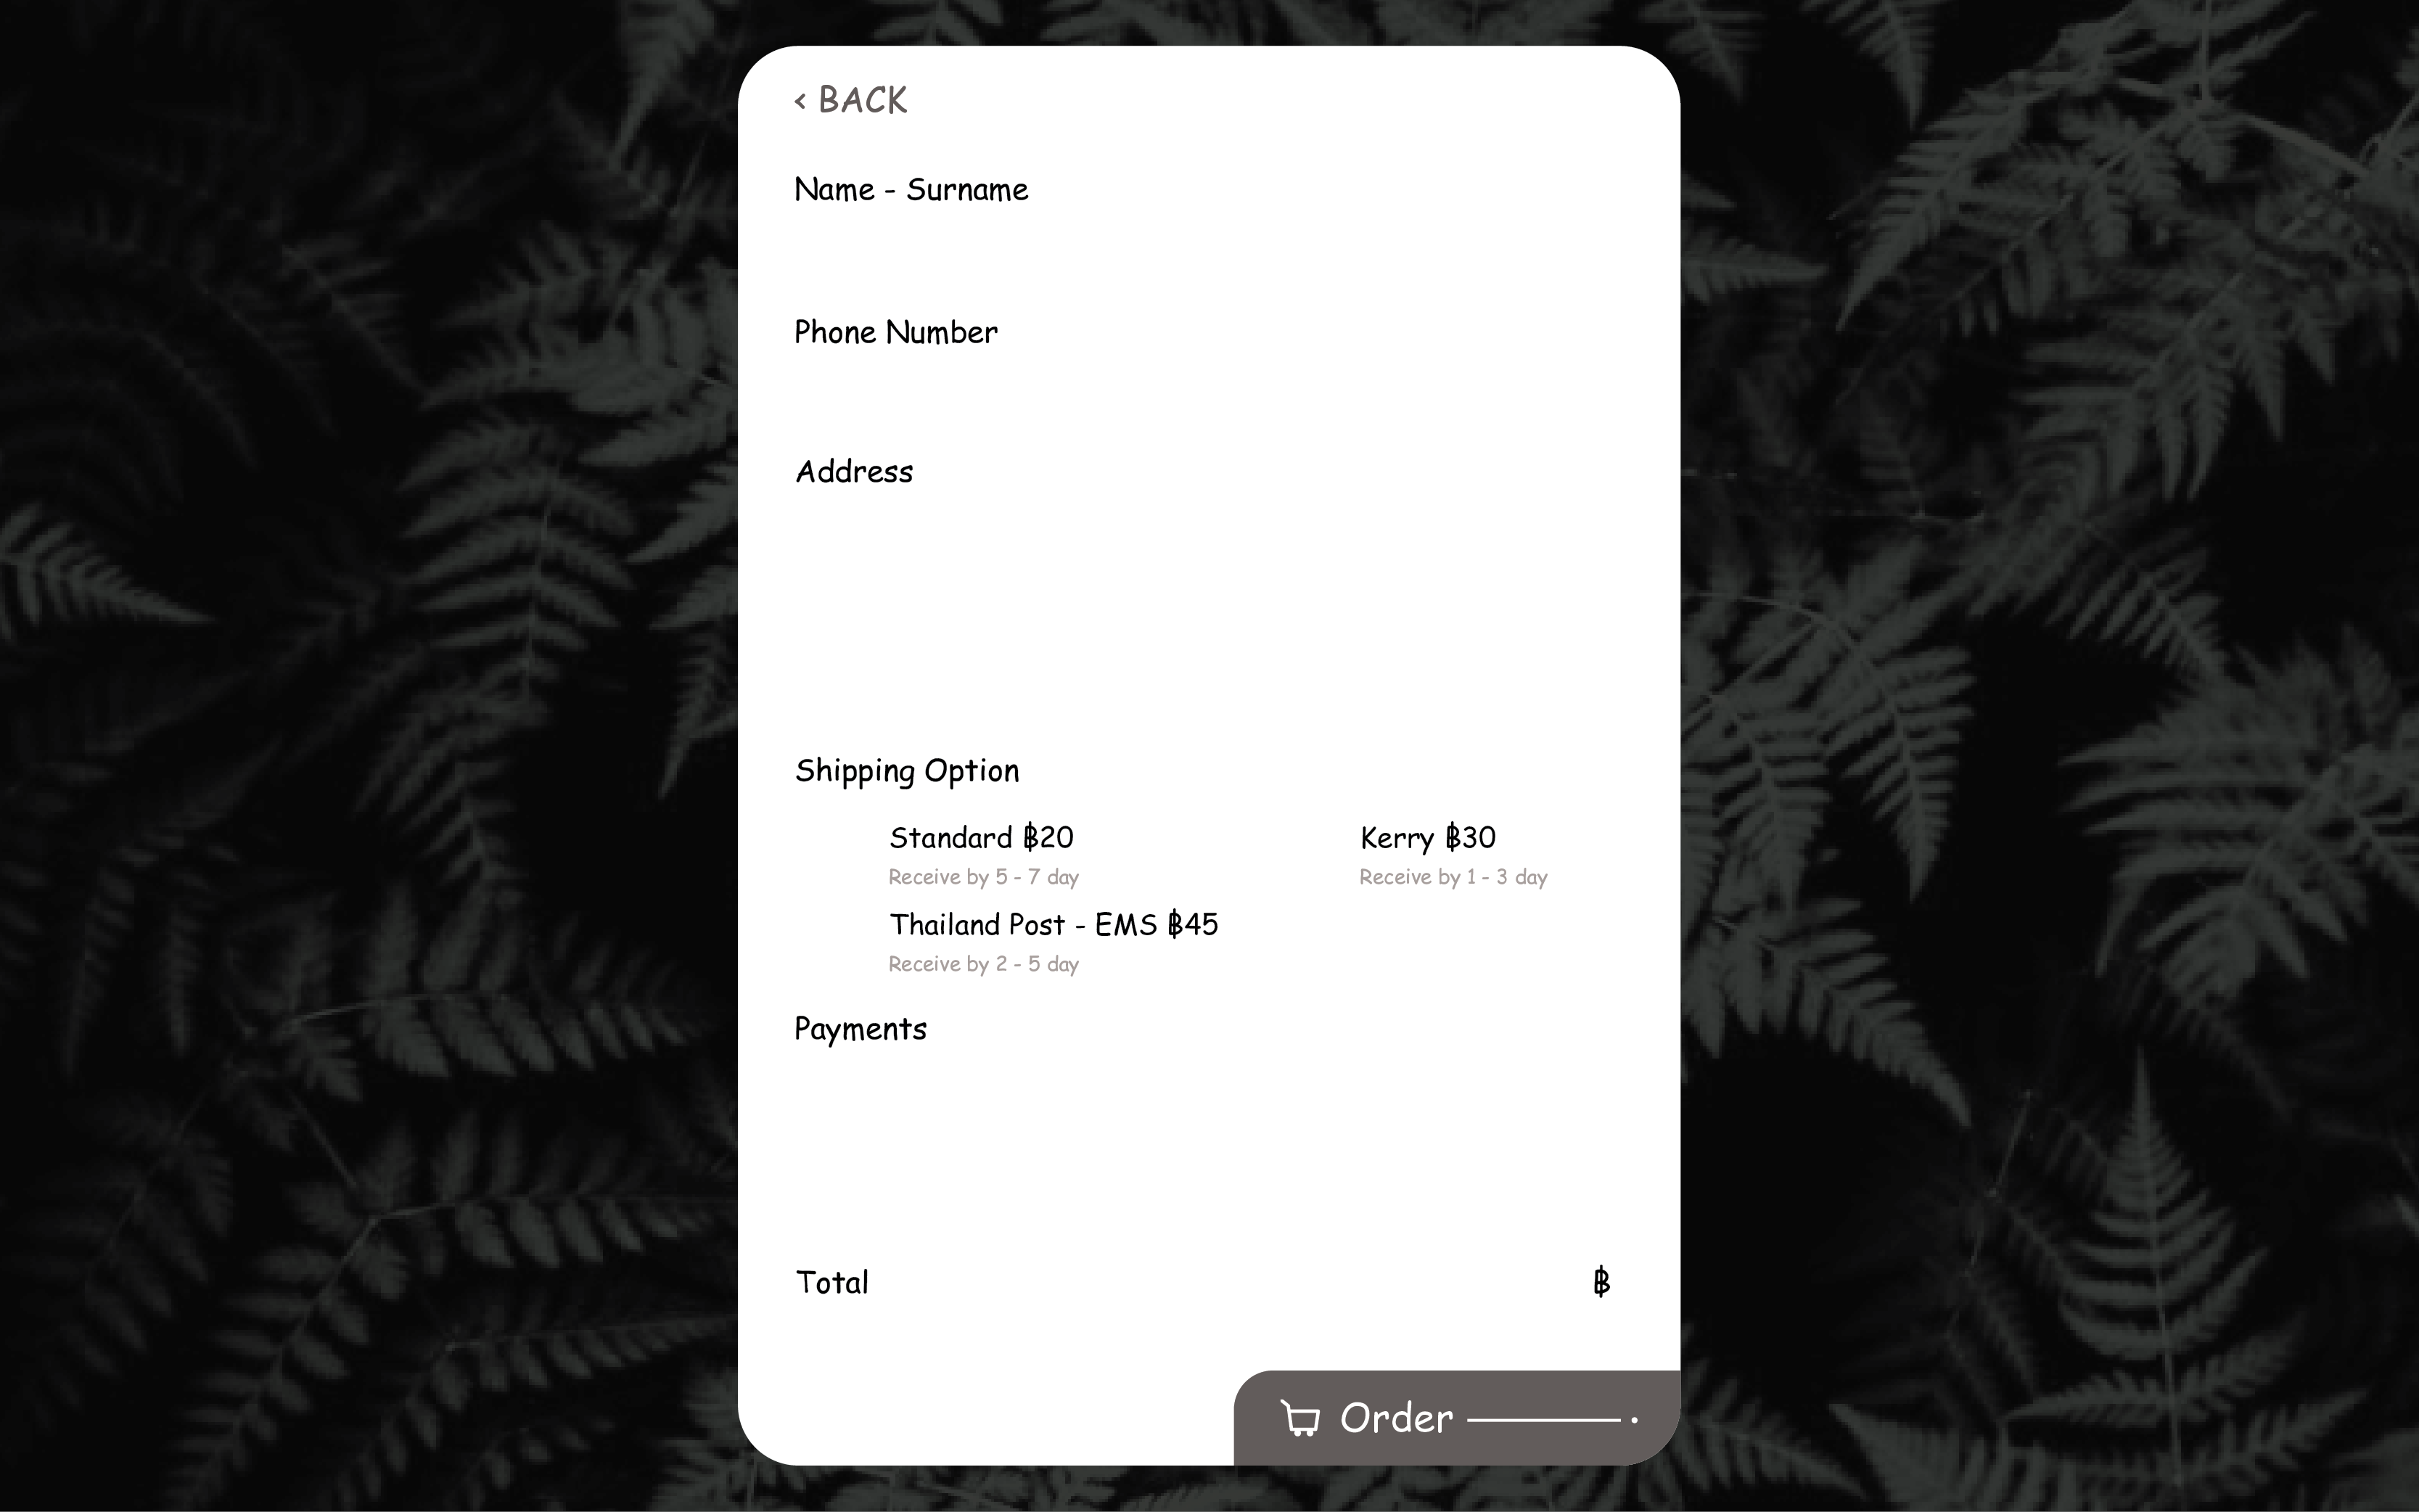 < BACK
Name - Surname
Phone Number
Address
Shipping Option
Standard ฿20
Receive by 5 - 7 day
Kerry ฿30
Receive by 1 - 3 day
Thailand Post - EMS ฿45
Receive by 2 - 5 day
Payments
Total ฿
Order